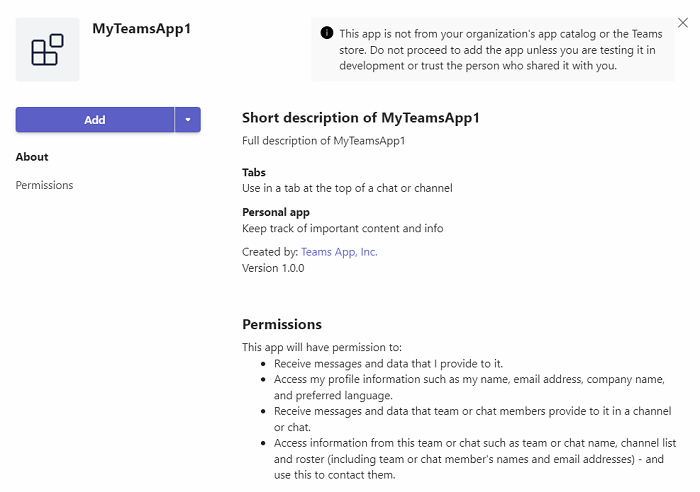 MyTeamsApp1
This app is not from your organization's app catalog or the Teams
store. Do not proceed to add the app unless you are testing it in
development or trust the person who shared it with you.
Add
About
Permissions
Short description of MyTeamsApp1
Full description of MyTeamsApp1
Tabs
Use in a tab at the top of a chat or channel
Personal app
Keep track of important content and info
Created by: Teams App, Inc.
Version 1.0.0
Permissions
This app will have permission to:
• Receive messages and data that I provide to it.
• Access my profile information such as my name, email address, company name,
and preferred language.
• Receive messages and data that team or chat members provide to it in a channel
or chat.
• Access information from this team or chat such as team or chat name, channel list
and roster (including team or chat member's names and email addresses) - and
use this to contact them.